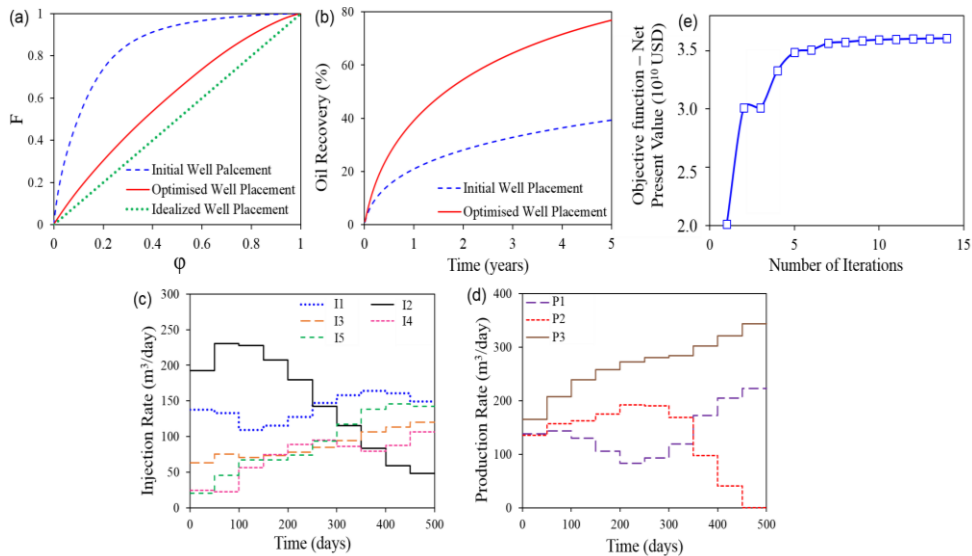 (a)
F
1
0.8
0.6
0.4
0.2
0
0 0.2 0.4 0.6 0.8 1
φ
Initial Well Palcement
Optimised Well Placement
Idealized Well Placement
(b)
Oil Recovery (%)
80
60
40
20
0
0 1 2 3 4 5
Time (years)
Initial Well Placement
Optimised Well Placement
(e)
Objective function – Net
Present Value (10¹⁰ USD)
3.5
3.0
2.5
2.0
0 5 10 15
Number of Iterations
(c)
Injection Rate (m³/day)
300
250
200
150
100
50
0
0 100 200 300 400 500
Time (days)
I1 I2
I3 I4
I5
(d)
Production Rate (m³/day)
400
300
200
100
0
0 100 200 300 400 500
Time (days)
P1
P2
P3